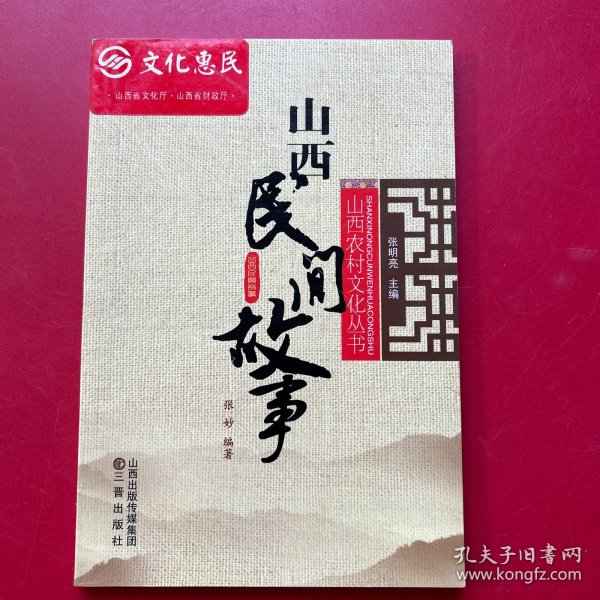 文化惠民
·山西省文化厅·山西省财政厅·
山西
民间
故事
张妙 编著
山西农村文化丛书
SHANXINONGCUNWENHUACONGSHU
张明亮 主编
山西出版传媒集团
三晋出版社
孔夫子旧书网
www.kongfz.com